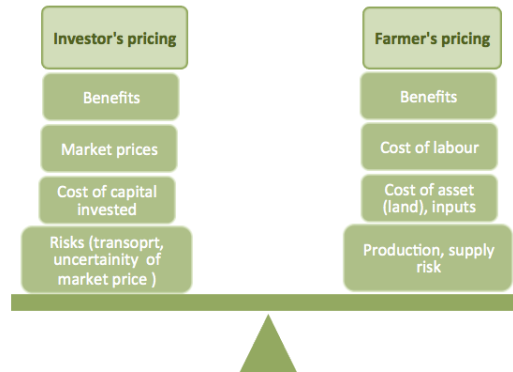 Investor's pricing
Benefits
Market prices
Cost of capital
invested
Risks (transoprt,
uncertainity of
market price )
Farmer's pricing
Benefits
Cost of labour
Cost of asset
(land), inputs
Production, supply
risk